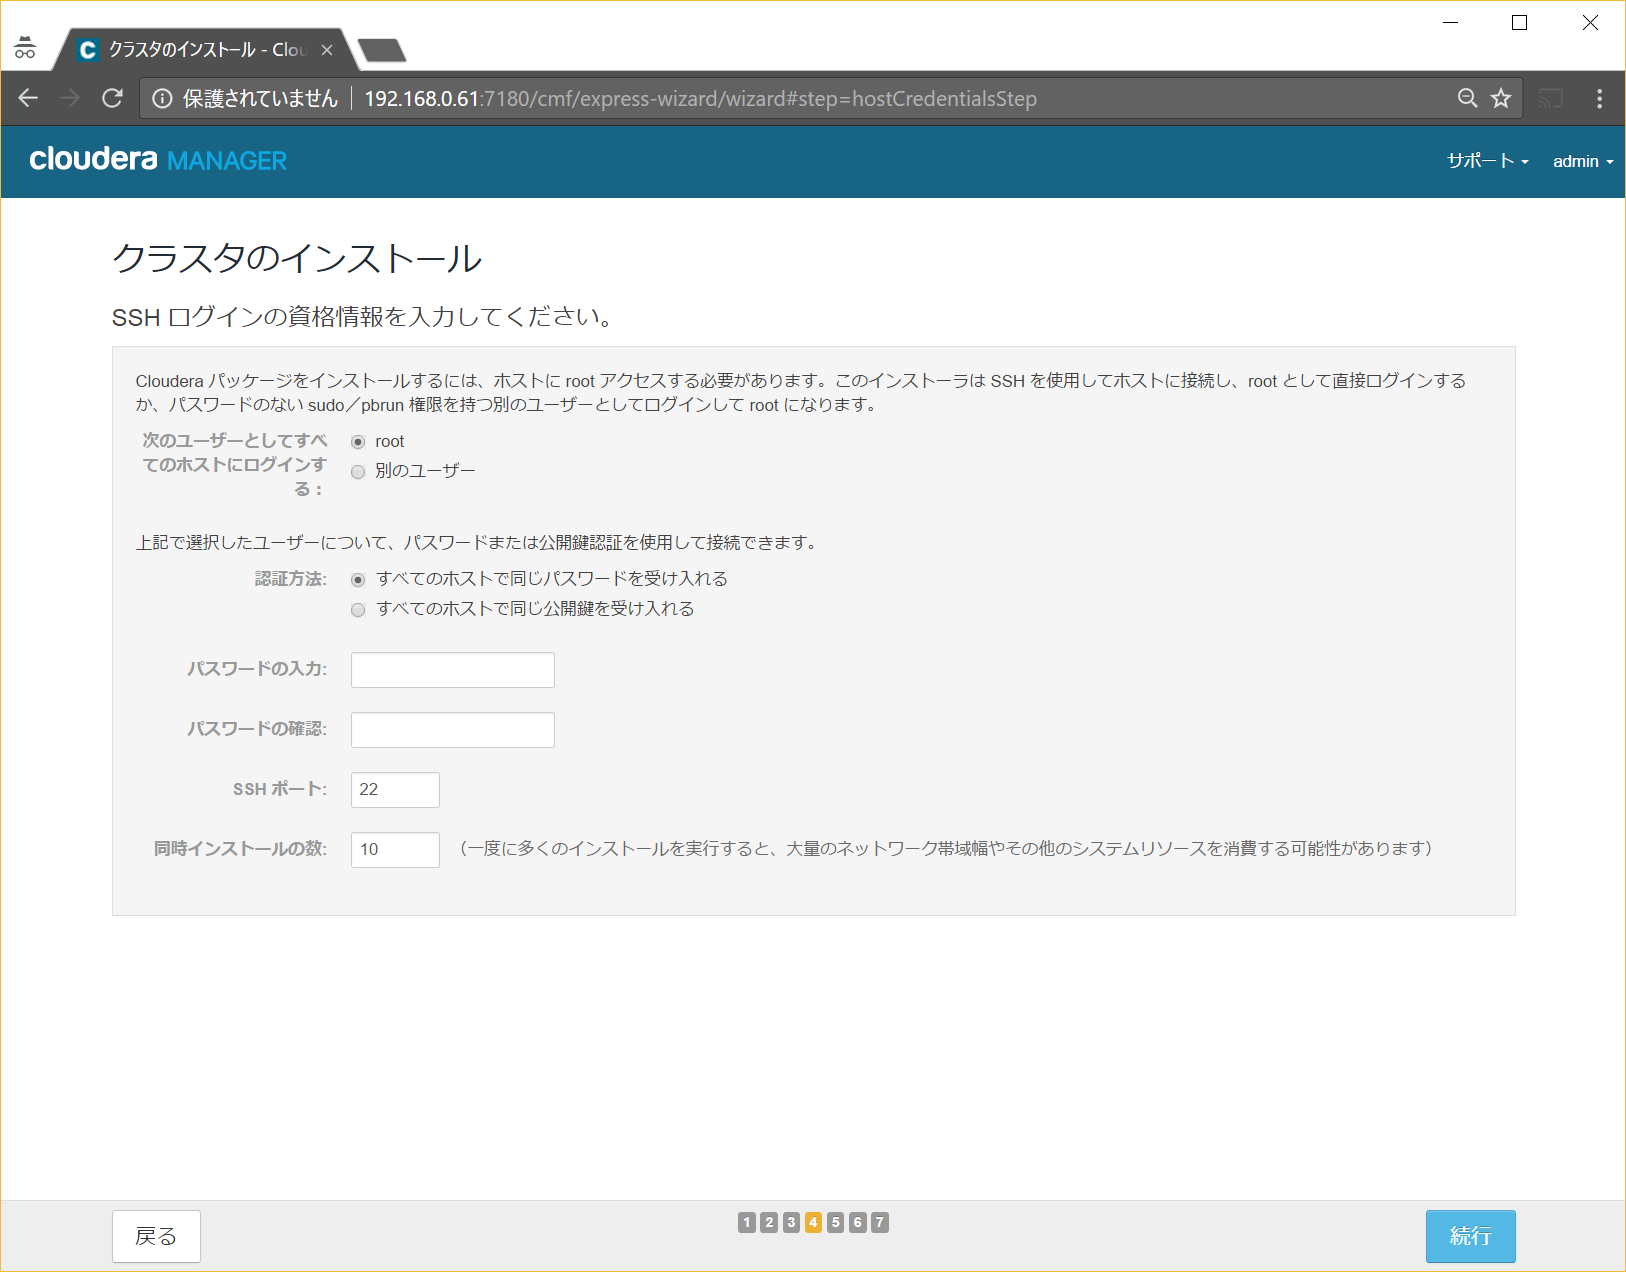 クラスタのインストール - Clou
保護されていません 192.168.0.61:7180/cmf/express-wizard/wizard#step=hostCredentialsStep
cloudera MANAGER
サポート
admin
クラスタのインストール
SSH ログインの資格情報を入力してください。
Cloudera パッケージをインストールするには、ホストに root アクセスする必要があります。このインストーラは SSH を使用してホストに接続し、root として直接ログインする
か、パスワードのない sudo／pbrun 権限を持つ別のユーザーとしてログインして root になります。
次のユーザーとしてすべ
てのホストにログインす
る：
root
別のユーザー
上記で選択したユーザーについて、パスワードまたは公開鍵認証を使用して接続できます。
認証方法:
すべてのホストで同じパスワードを受け入れる
すべてのホストで同じ公開鍵を受け入れる
パスワードの入力:
パスワードの確認:
SSH ポート: 22
同時インストールの数: 10 （一度に多くのインストールを実行すると、大量のネットワーク帯域幅やその他のシステムリソースを消費する可能性があります）
戻る
1 2 3 4 5 6 7
続行